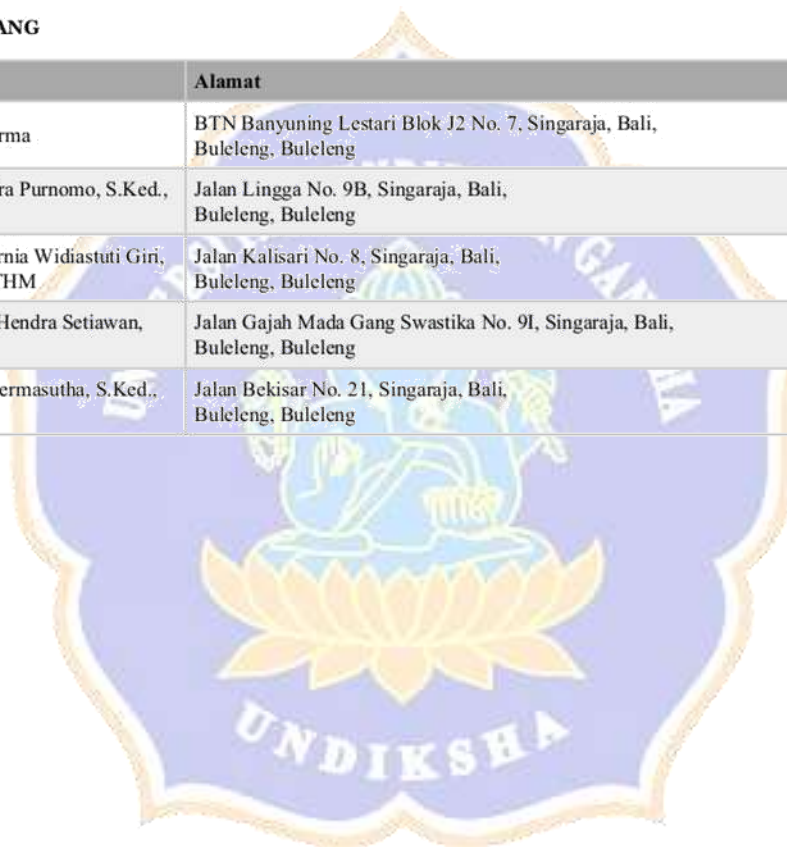 ANG
Alamat
rma
BTN Banyuning Lestari Blok J2 No. 7, Singaraja, Bali,
Buleleng, Buleleng
ra Purnomo, S.Ked.,
Jalan Lingga No. 9B, Singaraja, Bali,
Buleleng, Buleleng
rnia Widiastuti Giri,
THM
Jalan Kalisari No. 8, Singaraja, Bali,
Buleleng, Buleleng
Hendra Setiawan,
Jalan Gajah Mada Gang Swastika No. 9I, Singaraja, Bali,
Buleleng, Buleleng
ermasutha, S.Ked.,
Jalan Bekisar No. 21, Singaraja, Bali,
Buleleng, Buleleng
UNDIKSHA